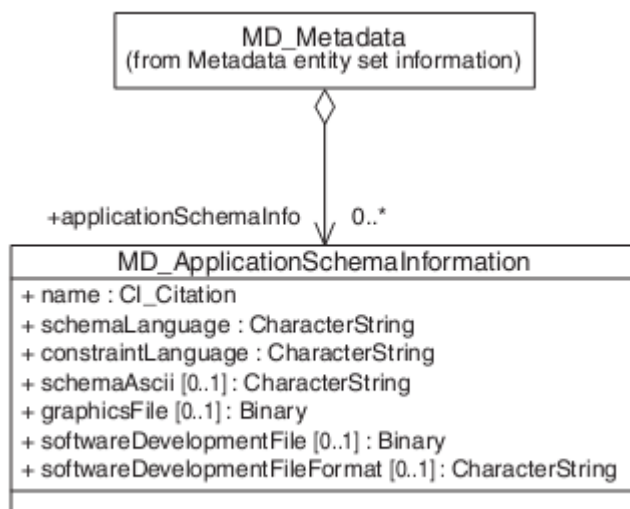 MD_Metadata
(from Metadata entity set information)
+applicationSchemaInfo 0..*
MD_ApplicationSchemaInformation
+ name : CI_Citation
+ schemaLanguage : CharacterString
+ constraintLanguage : CharacterString
+ schemaAscii [0..1] : CharacterString
+ graphicsFile [0..1] : Binary
+ softwareDevelopmentFile [0..1] : Binary
+ softwareDevelopmentFileFormat [0..1] : CharacterString